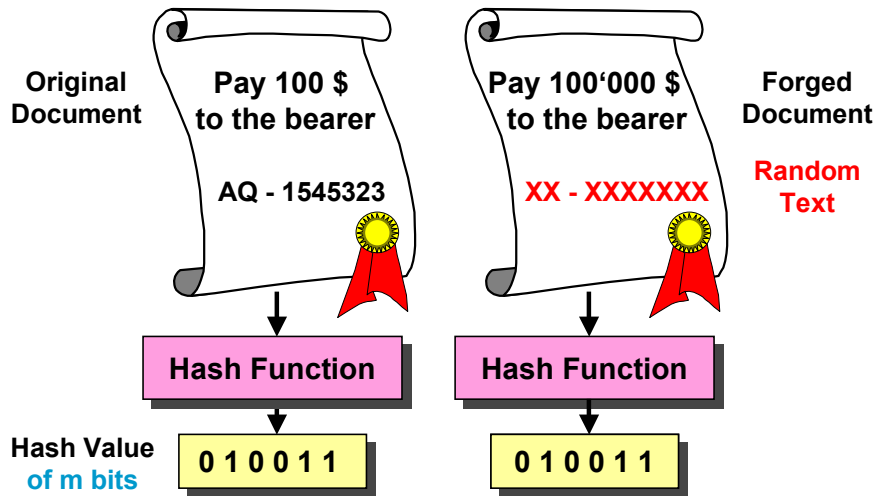 Original
Document
Pay 100 $
to the bearer
AQ - 1545323
Pay 100‘000 $
to the bearer
XX - XXXXXXX
Forged
Document
Random
Text
Hash Function
Hash Function
Hash Value
of m bits
0 1 0 0 1 1
0 1 0 0 1 1